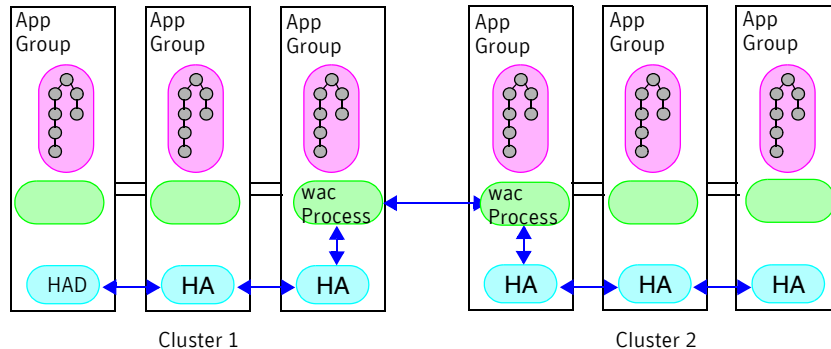 App
Group
App
Group
App
Group
App
Group
App
Group
App
Group
wac
Process
wac
Process
HAD
HA
HA
HA
HA
HA
Cluster 1
Cluster 2